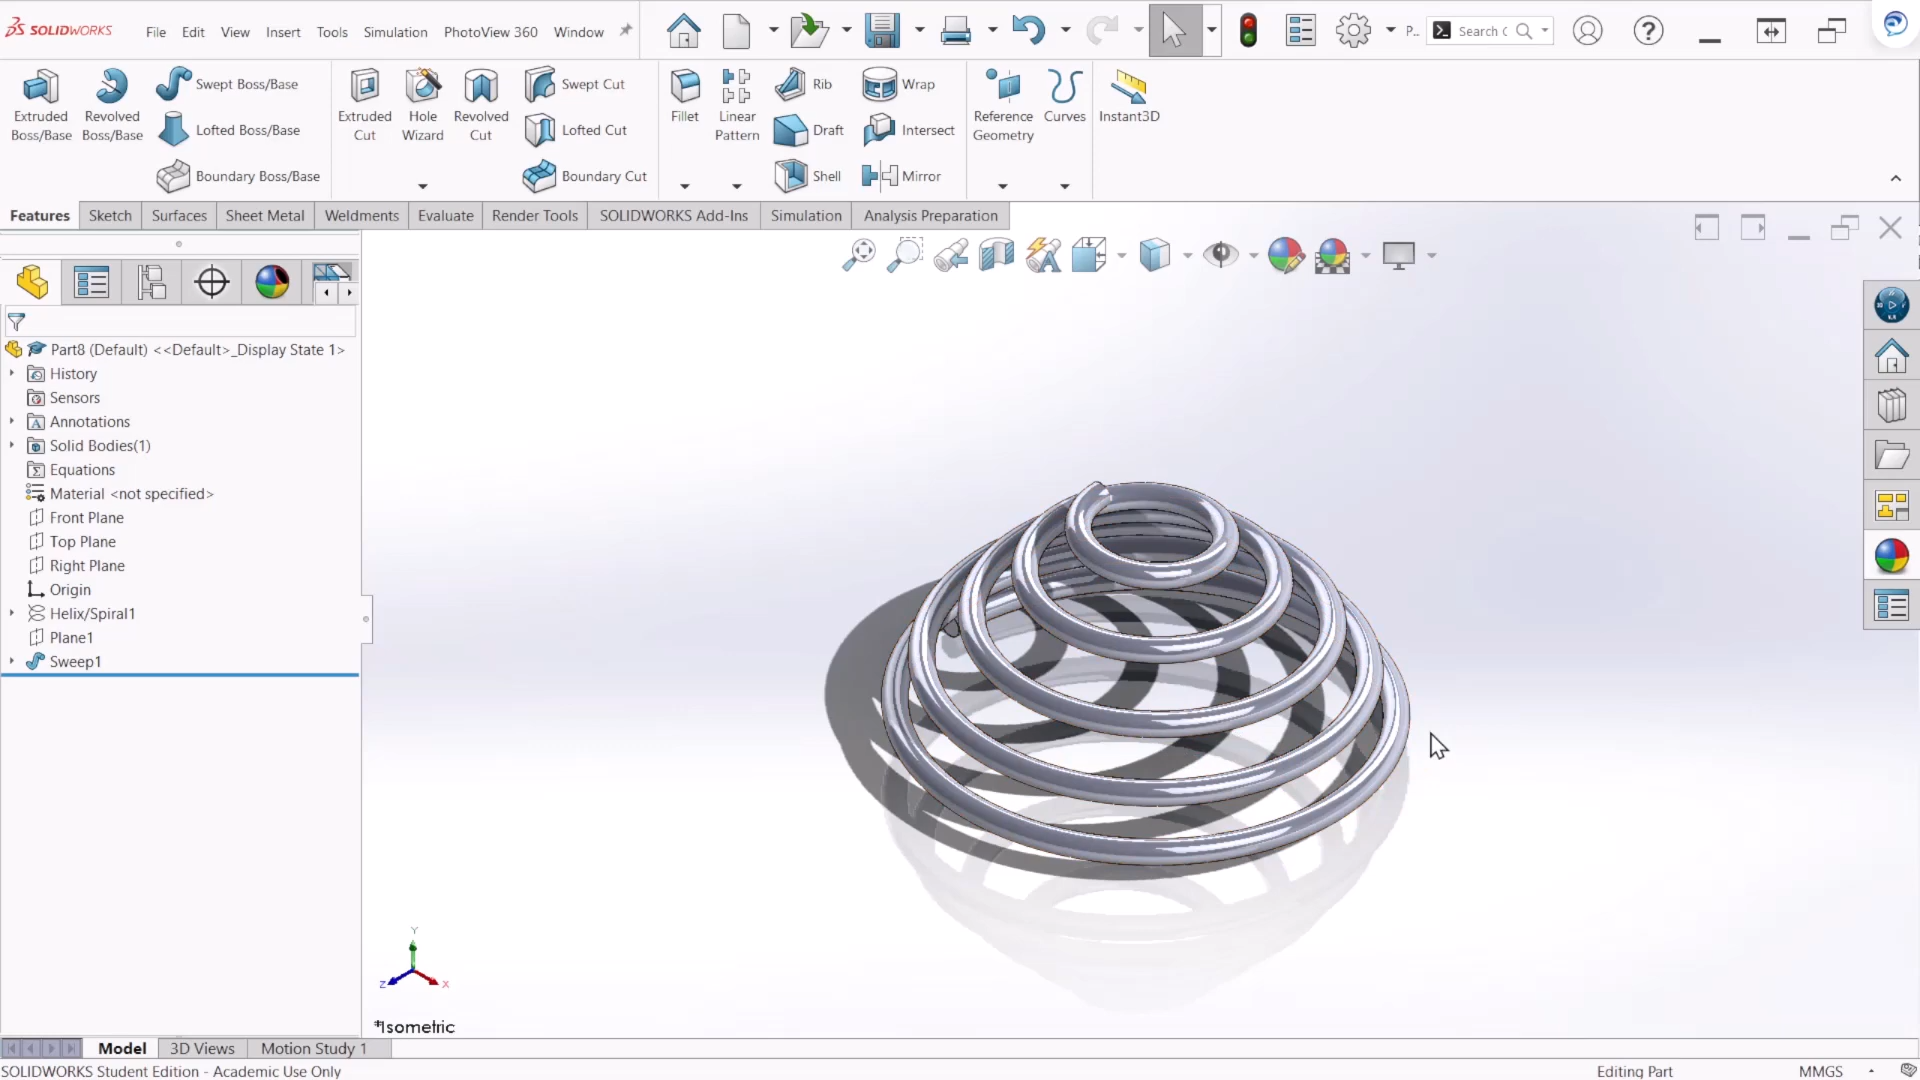 SOLIDWORKS
File Edit View Insert Tools Simulation PhotoView 360 Window
P..
Search C
Extruded Boss/Base
Revolved Boss/Base
Swept Boss/Base
Lofted Boss/Base
Boundary Boss/Base
Extruded Cut
Hole Wizard
Revolved Cut
Swept Cut
Lofted Cut
Boundary Cut
Fillet
Linear Pattern
Rib
Draft
Shell
Wrap
Intersect
Mirror
Reference Geometry
Curves
Instant3D
Features Sketch Surfaces Sheet Metal Weldments Evaluate Render Tools SOLIDWORKS Add-Ins Simulation Analysis Preparation
Part8 (Default) <<Default>_Display State 1>
History
Sensors
Annotations
Solid Bodies(1)
Equations
Material <not specified>
Front Plane
Top Plane
Right Plane
Origin
Helix/Spiral1
Plane1
Sweep1
Y
Z
X
*Isometric
Model 3D Views Motion Study 1
SOLIDWORKS Student Edition - Academic Use Only
Editing Part
MMGS